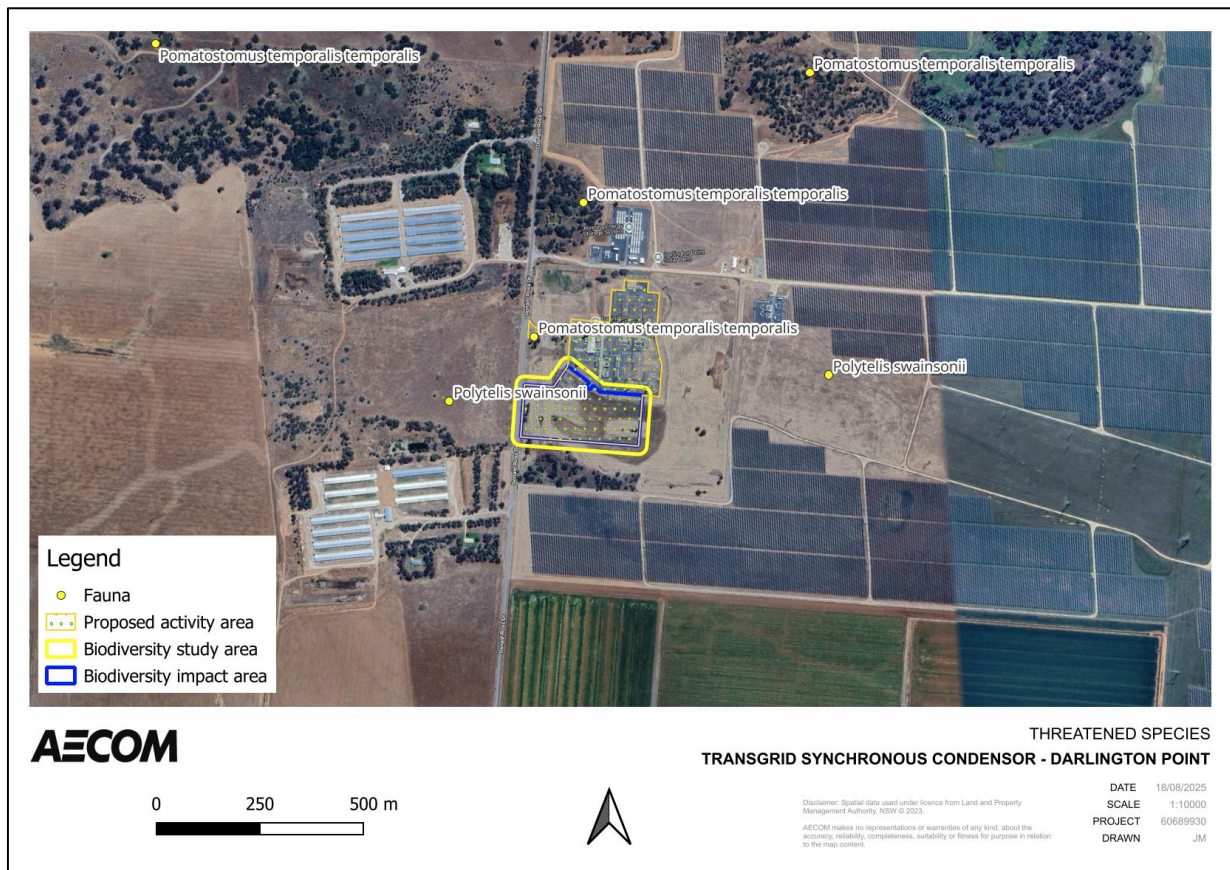 Pomatostomus temporalis temporalis
Pomatostomus temporalis temporalis
Pomatostomus temporalis temporalis
Pomatostomus temporalis temporalis
Polytelis swainsonii
Polytelis swainsonii
Donald Ross Dr
Legend
Fauna
Proposed activity area
Biodiversity study area
Biodiversity impact area
AECOM
0 250 500 m
THREATENED SPECIES
TRANSGRID SYNCHRONOUS CONDENSOR - DARLINGTON POINT
Disclaimer: Spatial data used under licence from Land and Property
Management Authority, NSW © 2023.
AECOM makes no representations or warranties of any kind, about the
accuracy, reliability, completeness, suitability or fitness for purpose in relation
to the map content.
DATE 18/08/2025
SCALE 1:10000
PROJECT 60689930
DRAWN JM